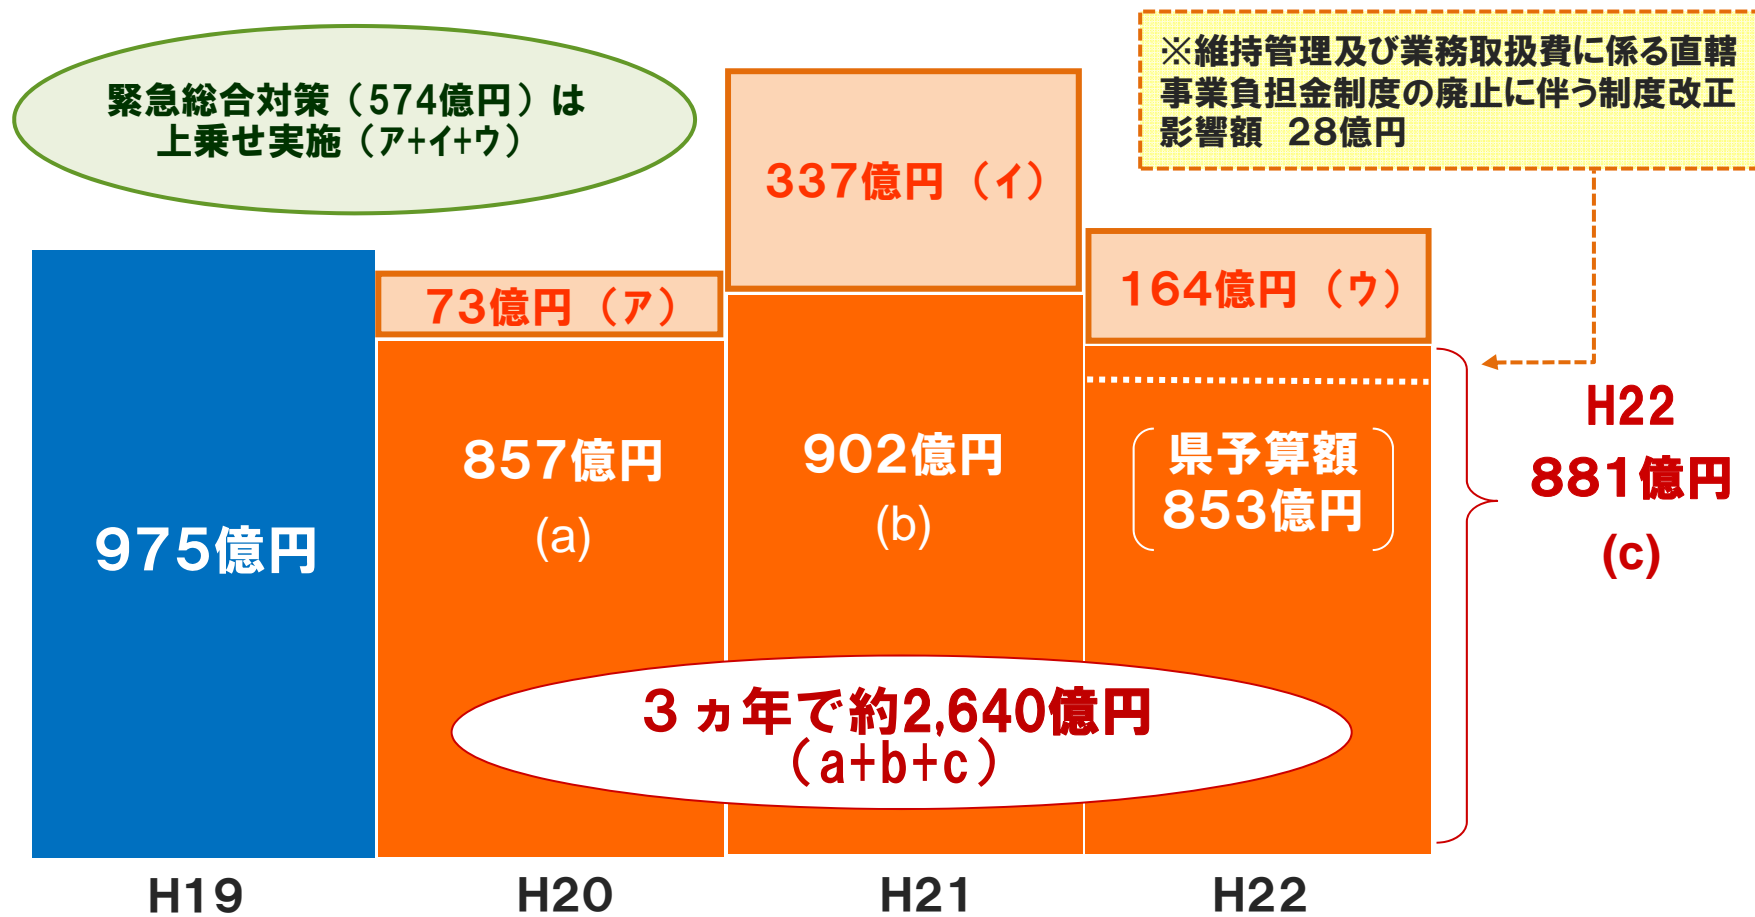 緊急総合対策（574億円）は
上乗せ実施（ア+イ+ウ）
※維持管理及び業務取扱費に係る直轄
事業負担金制度の廃止に伴う制度改正
影響額　28億円
337億円（イ）
73億円（ア）
164億円（ウ）
975億円
857億円
(a)
902億円
(b)
県予算額
853億円
H22
881億円
(c)
３ヵ年で約2,640億円
（a+b+c）
H19
H20
H21
H22